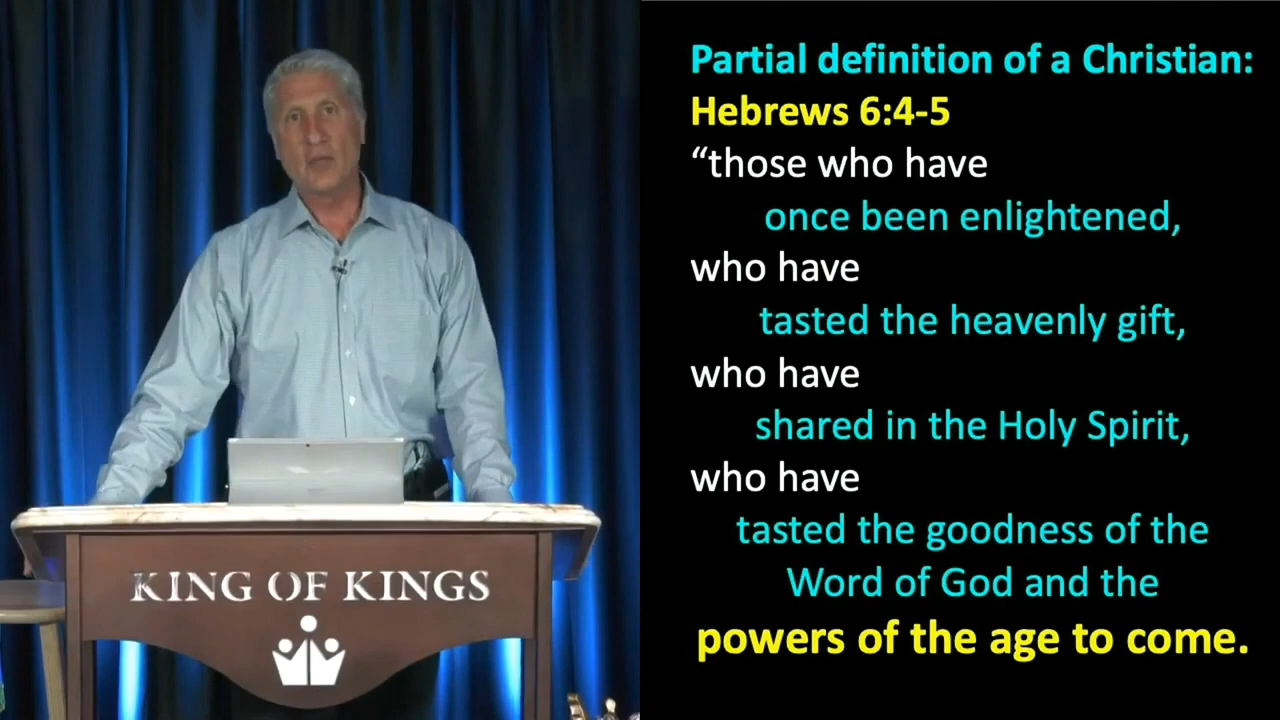 Partial definition of a Christian:
Hebrews 6:4-5
“those who have
once been enlightened,
who have
tasted the heavenly gift,
who have
shared in the Holy Spirit,
who have
tasted the goodness of the
Word of God and the
powers of the age to come.
KING OF KINGS